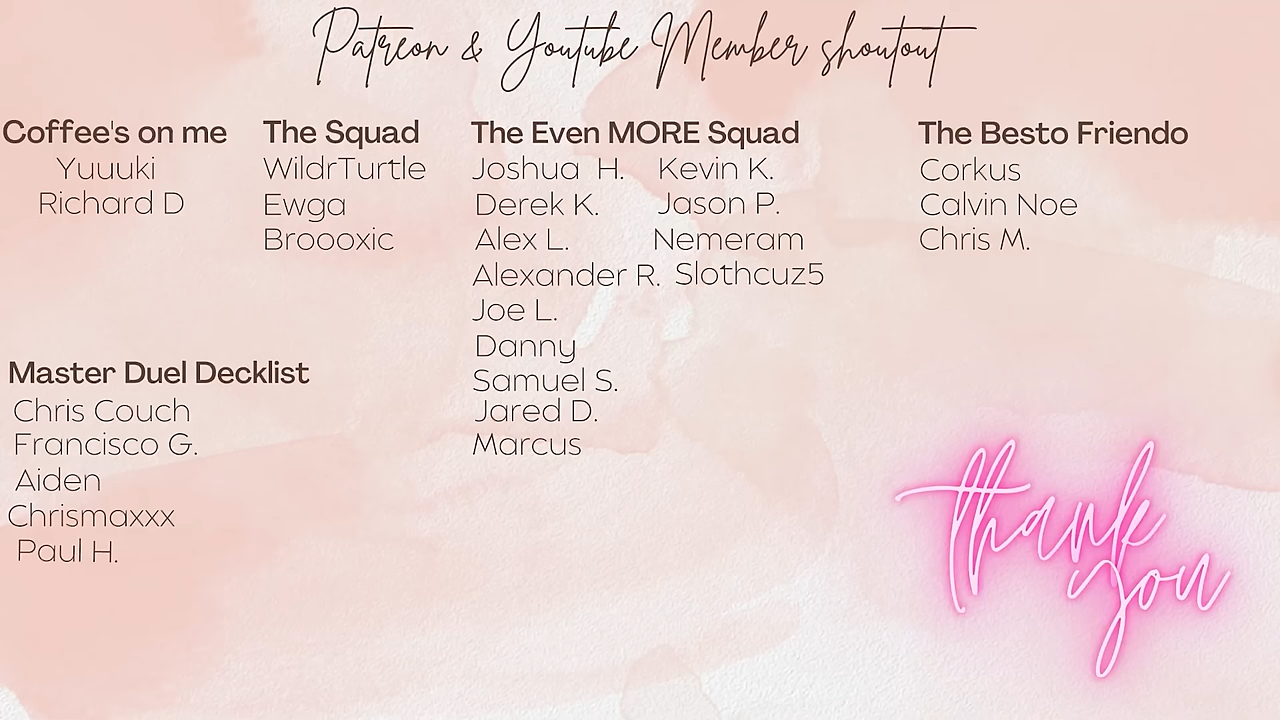 Patreon & Youtube Member shoutout
Coffee's on me
Yuuuki
Richard D
The Squad
WildrTurtle
Ewga
Broooxic
The Even MORE Squad
Joshua H. Kevin K.
Derek K. Jason P.
Alex L. Nemeram
Alexander R. Slothcuz5
Joe L.
Danny
Samuel S.
Jared D.
Marcus
The Besto Friendo
Corkus
Calvin Noe
Chris M.
Master Duel Decklist
Chris Couch
Francisco G.
Aiden
Chrismaxxx
Paul H.
thank
you